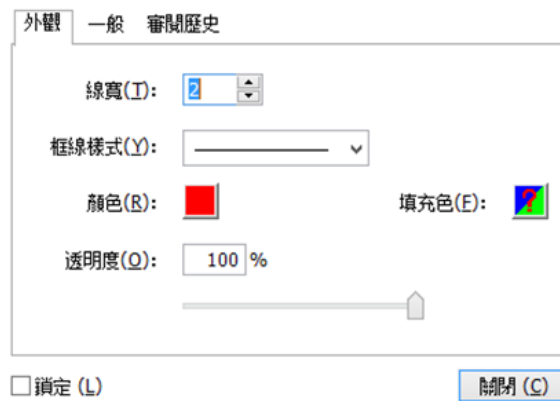 外觀 一般 審閱歷史
線寬(T): 2
框線樣式(Y):
顏色(R): 填充色(F): ?
透明度(O): 100 %
鎖定 (L) 關閉 (C)